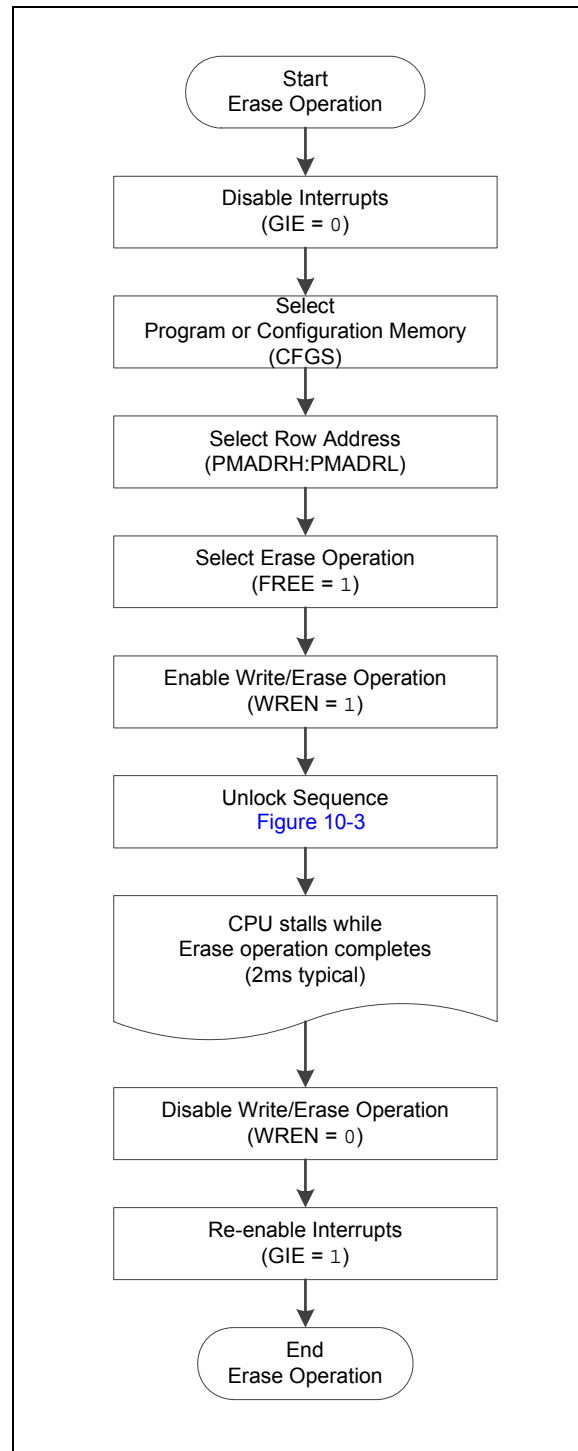 Start
Erase Operation
Disable Interrupts
(GIE = 0)
Select
Program or Configuration Memory
(CFGS)
Select Row Address
(PMADRH:PMADRL)
Select Erase Operation
(FREE = 1)
Enable Write/Erase Operation
(WREN = 1)
Unlock Sequence
Figure 10-3
CPU stalls while
Erase operation completes
(2ms typical)
Disable Write/Erase Operation
(WREN = 0)
Re-enable Interrupts
(GIE = 1)
End
Erase Operation